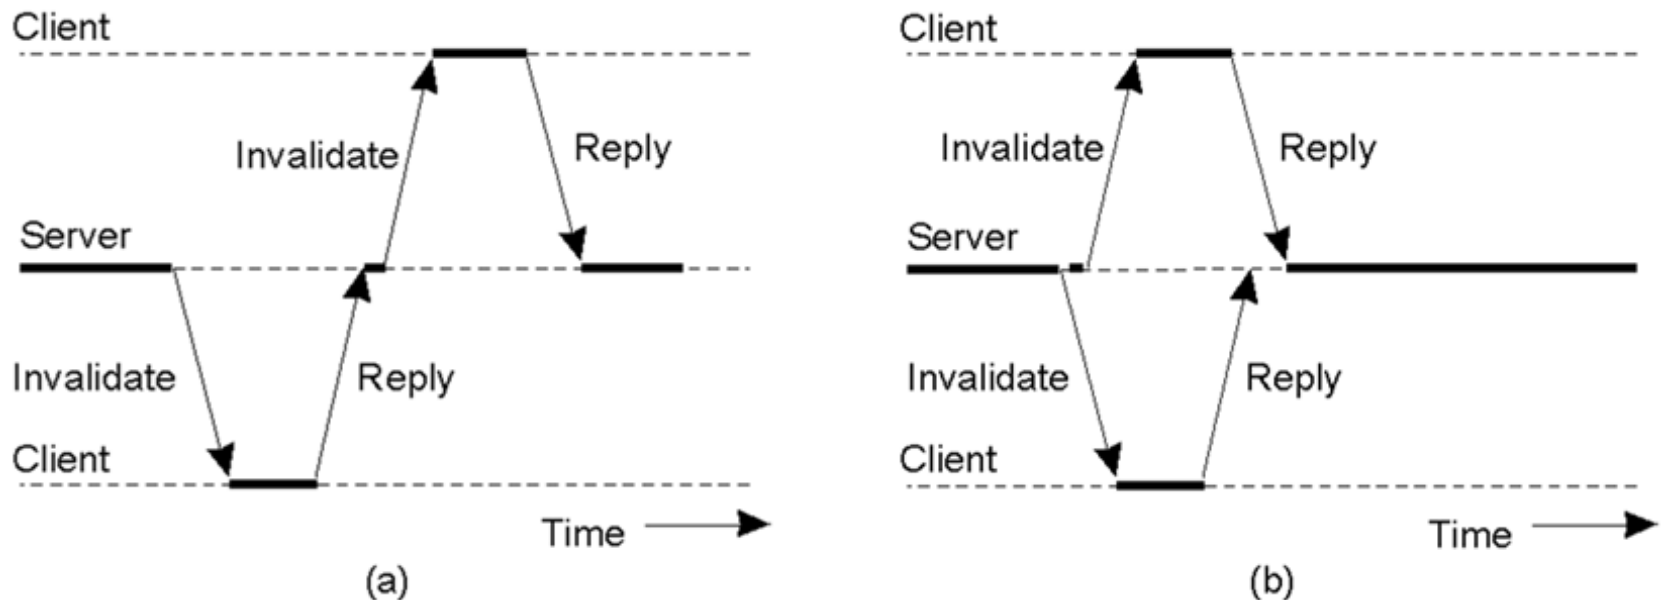 Client
Invalidate
Reply
Server
Invalidate
Reply
Client
Time
(a)
Client
Invalidate
Reply
Server
Invalidate
Reply
Client
Time
(b)